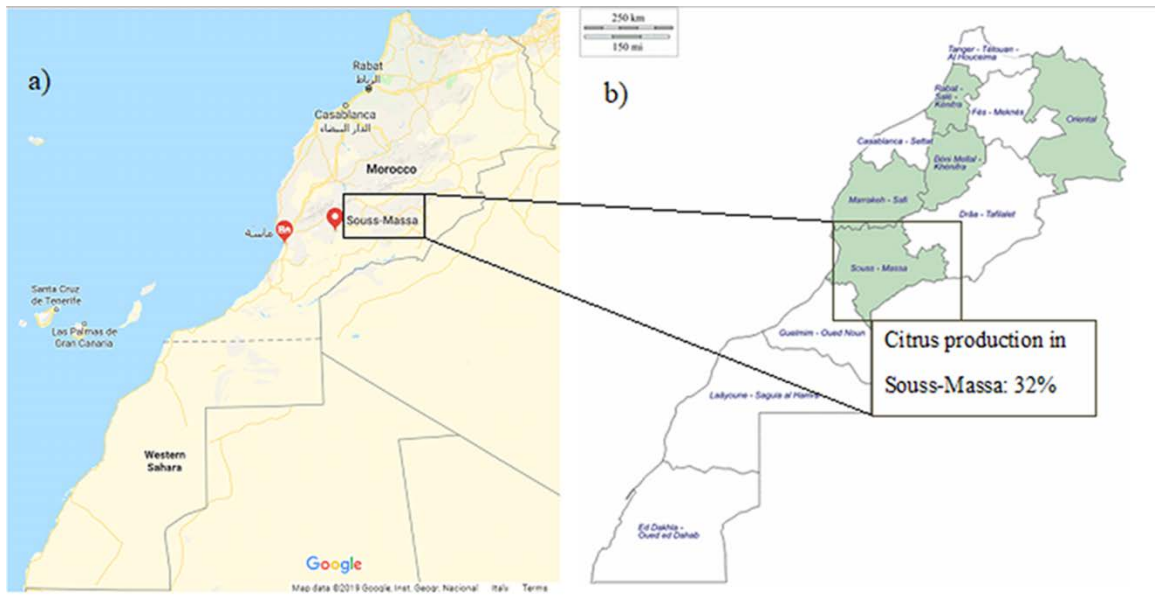 a)
Rabat
الرباط
Casablanca
الدار البيضاء
Morocco
Souss-Massa
ماسة
Santa Cruz
de Tenerife
Las Palmas de
Gran Canaria
Western
Sahara
Google
Map data ©2019 Google, Inst. Geogr. Nacional Italy Terms
250 km
150 mi
b)
Tanger - Tétouan -
Al Hoceima
Rabat -
Salé -
Kénitra
Fès - Meknès
Oriental
Casablanca - Settat
Béni Mellal -
Khénifra
Marrakeh - Safi
Drâa - Tafilalet
Souss - Massa
Guelmim - Oued Noun
Citrus production in
Souss-Massa: 32%
Laâyoune - Saguia al Hamra
Ed Dakhla -
Oued ed Dahab